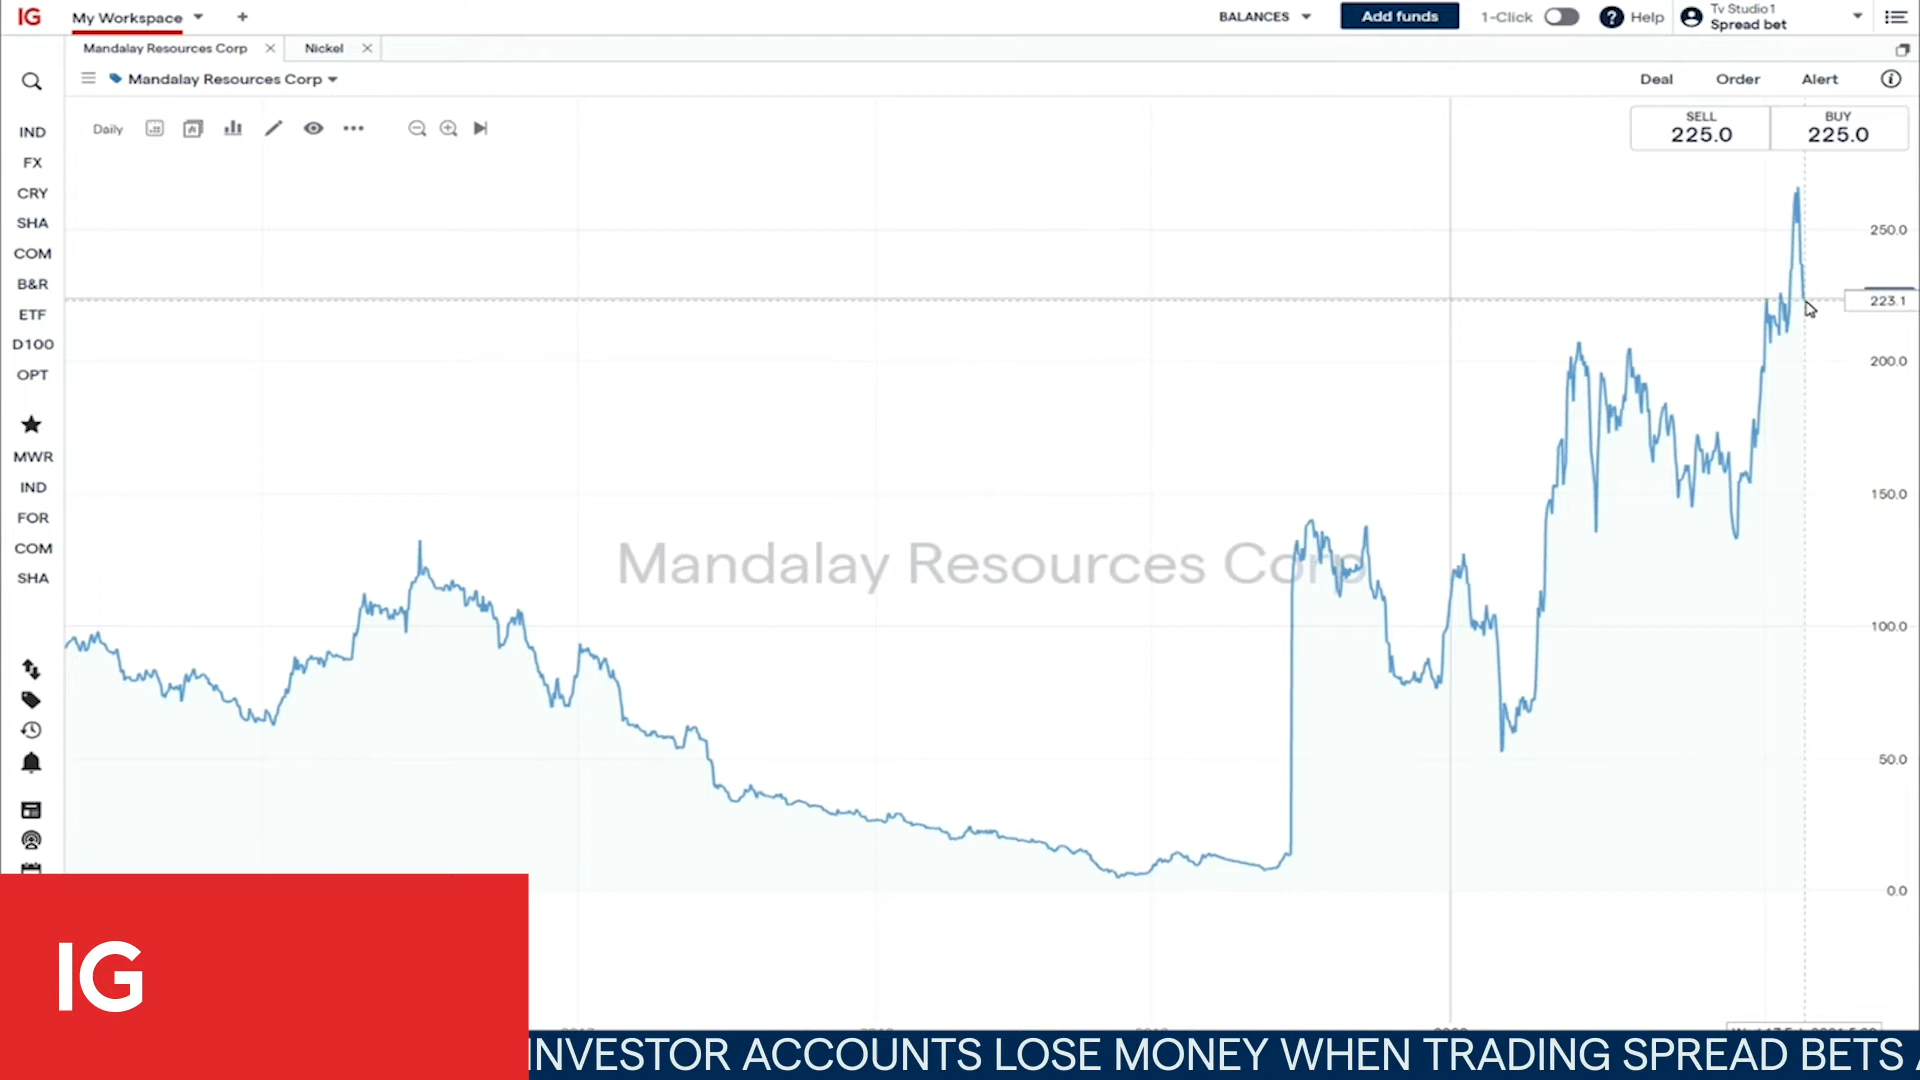 IG
My Workspace
BALANCES
Add funds
1-Click
Help
Tv Studio1
Spread bet
Mandalay Resources Corp
Nickel
Mandalay Resources Corp
Deal
Order
Alert
Daily
SELL
225.0
BUY
225.0
IND
FX
CRY
SHA
COM
B&R
ETF
D100
OPT
MWR
IND
FOR
COM
SHA
250.0
223.1
200.0
150.0
100.0
50.0
0.0
Mandalay Resources Corp
IG
INVESTOR ACCOUNTS LOSE MONEY WHEN TRADING SPREAD BETS